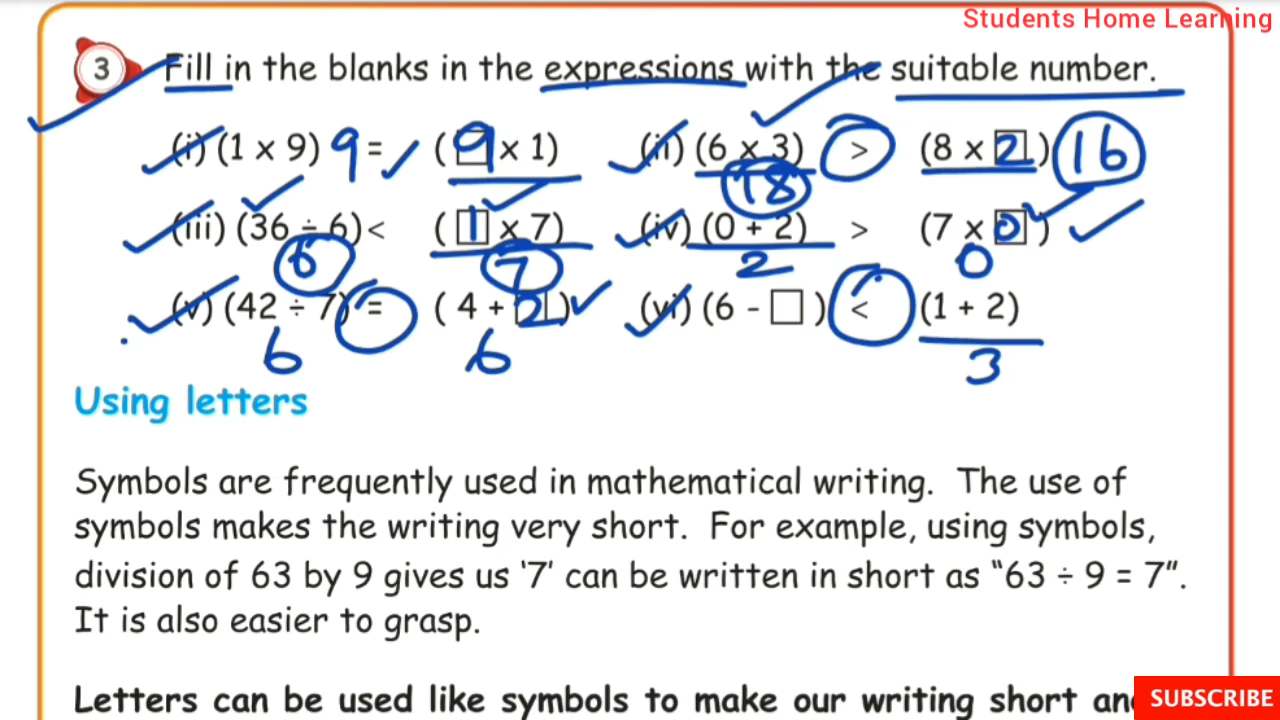 Students Home Learning
3 Fill in the blanks in the expressions with the suitable number.
(i) (1 x 9) 9 = (9 x 1) (ii) (6 x 3) > (8 x 2) 16
18
(iii) (36 ÷ 6) < (1 x 7) (iv) (0 + 2) > (7 x 0)
6 7 2 0
(v) (42 ÷ 7) = ( 4 + 2) (vi) (6 - □ ) < (1 + 2)
6 6 3
Using letters
Symbols are frequently used in mathematical writing. The use of
symbols makes the writing very short. For example, using symbols,
division of 63 by 9 gives us '7' can be written in short as "63 ÷ 9 = 7".
It is also easier to grasp.
Letters can be used like symbols to make our writing short an
SUBSCRIBE